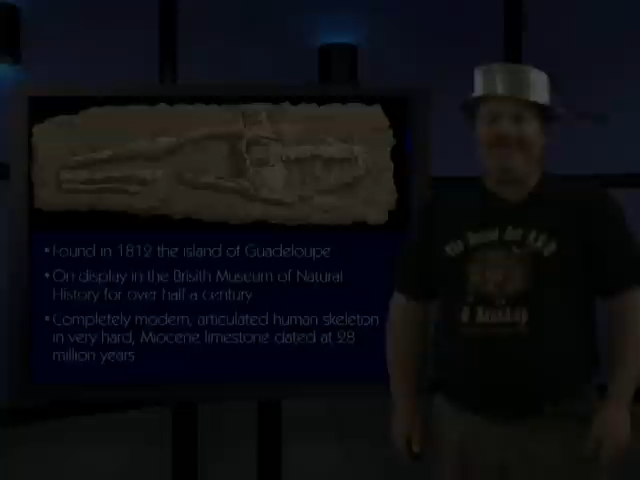 •Found in 1812 the island of Guadeloupe
•On display in the Brisith Museum of Natural
History for over half a century
•Completely modern, articulated human skeleton
in very hard, Miocene limestone dated at 28
million years